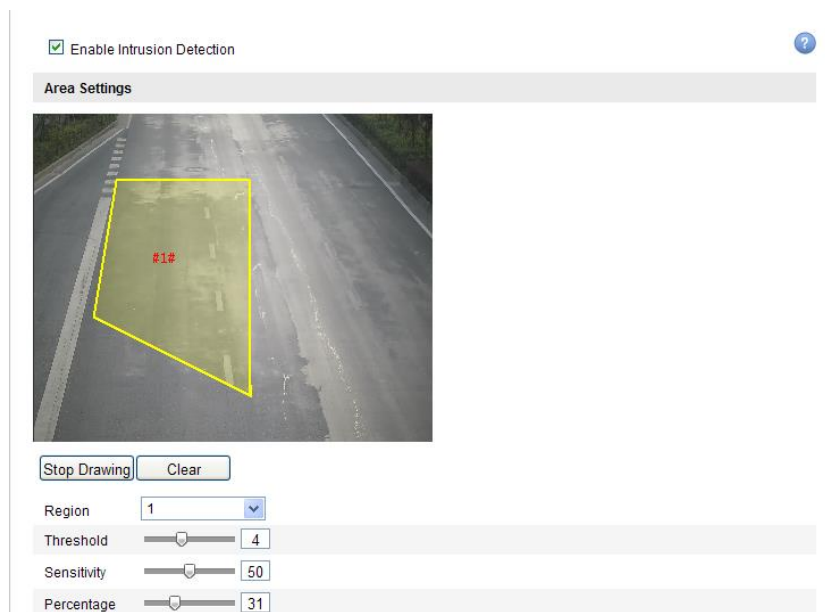 Enable Intrusion Detection
?
Area Settings
#1#
Stop Drawing Clear
Region 1
Threshold 4
Sensitivity 50
Percentage 31